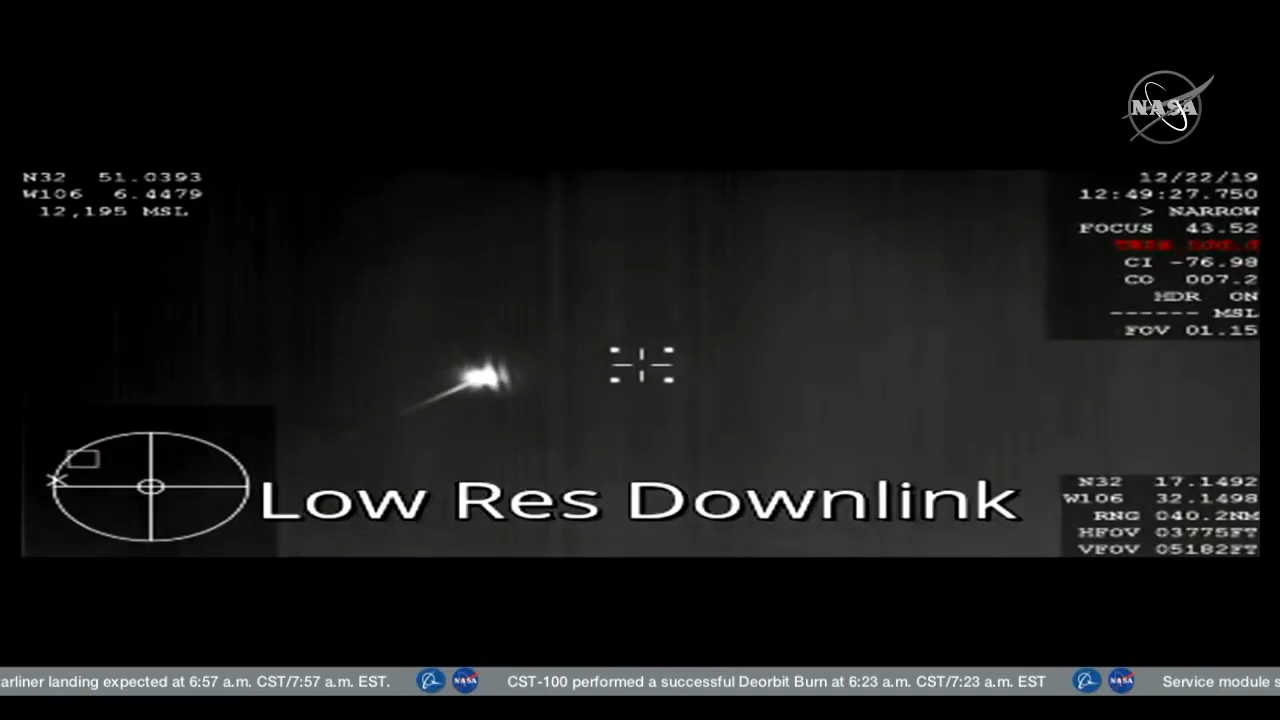 NASA
N32 51.0393
W106 6.4479
12,195 MSL
12/22/19
12:49:27.750
> NARROW
FOCUS 43.52
CI -76.98
CO 007.2
HDR ON
------ MSL
FOV 01.15
Low Res Downlink
N32 17.1492
W106 32.1498
RNG 040.2NM
HFOV 03775FT
VFOV 05182FT
arliner landing expected at 6:57 a.m. CST/7:57 a.m. EST. NASA CST-100 performed a successful Deorbit Burn at 6:23 a.m. CST/7:23 a.m. EST NASA Service module s